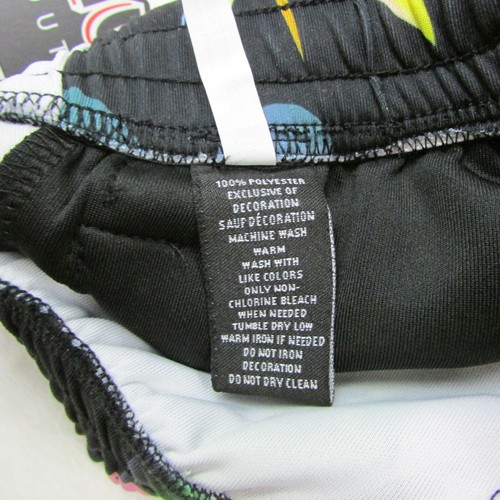 100% POLYESTER
EXCLUSIVE OF
DECORATION
SAUF DÉCORATION
MACHINE WASH
WARM
WASH WITH
LIKE COLORS
ONLY NON-
CHLORINE BLEACH
WHEN NEEDED
TUMBLE DRY LOW
WARM IRON IF NEEDED
DO NOT IRON
DECORATION
DO NOT DRY CLEAN